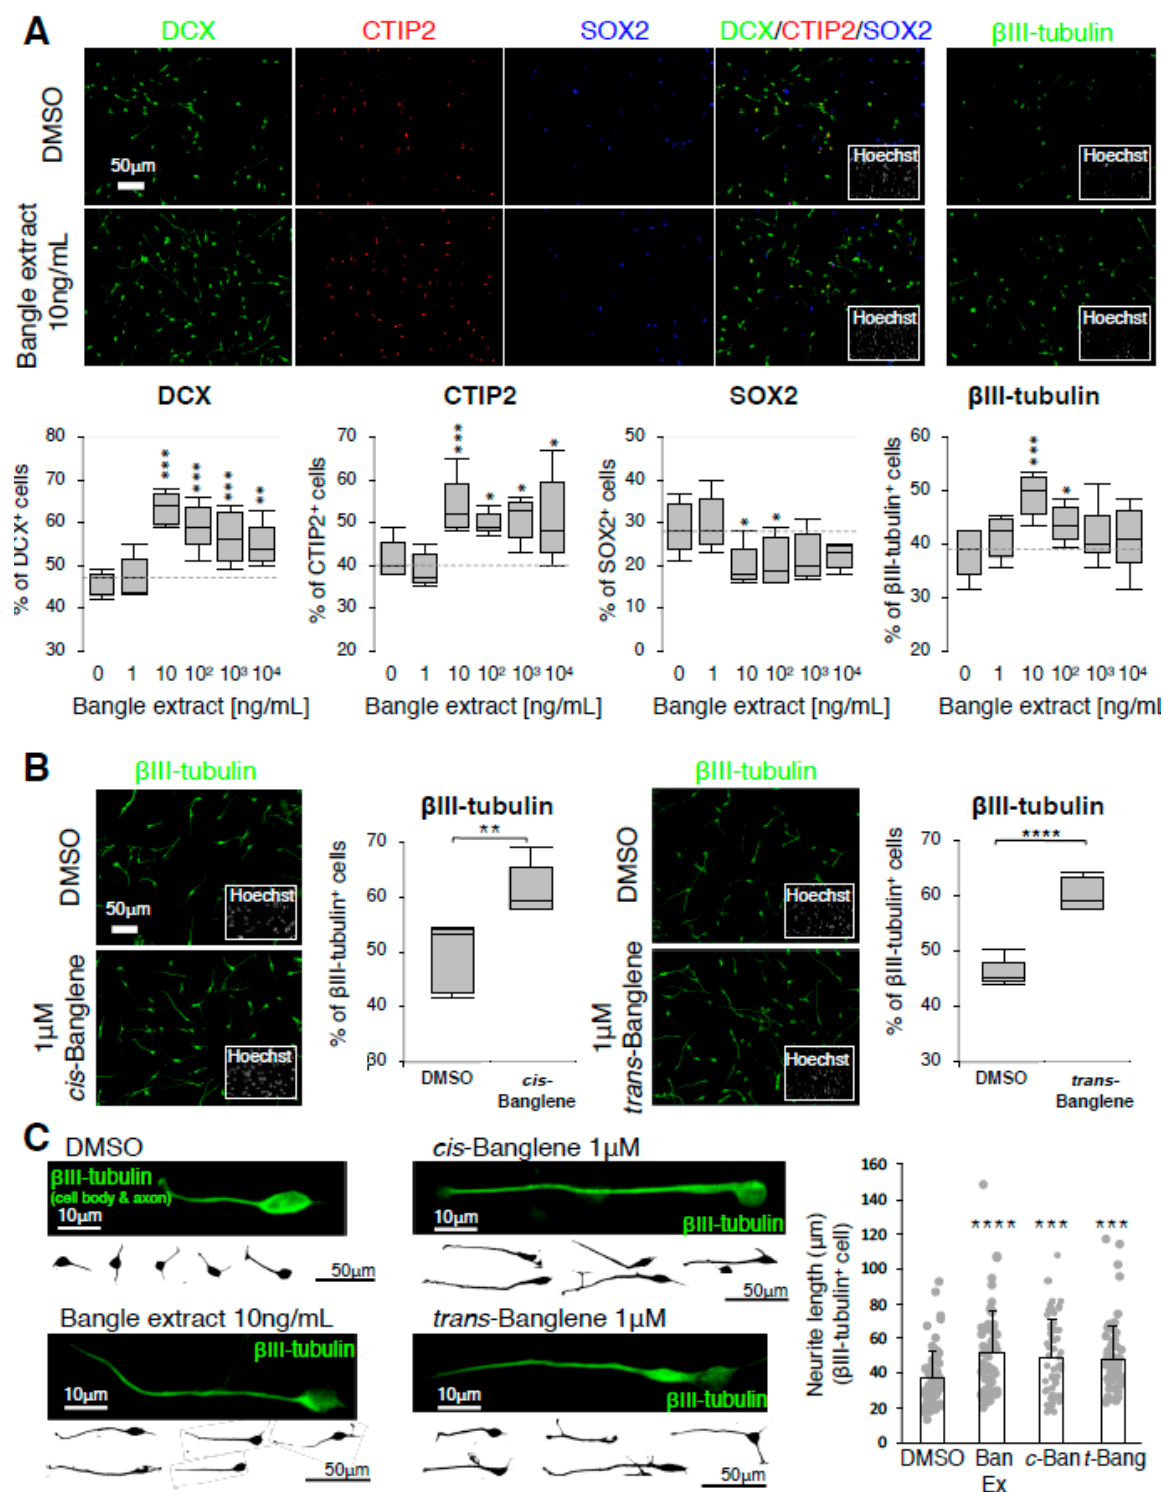 A
DCX
CTIP2
SOX2
DCX/CTIP2/SOX2
βIII-tubulin
DMSO
50µm
Hoechst
Hoechst
Bangle extract
10ng/mL
Hoechst
Hoechst
DCX
% of DCX⁺ cells
80
70
60
50
40
30
***
***
***
**
0 1 10 10² 10³ 10⁴
Bangle extract [ng/mL]
CTIP2
% of CTIP2⁺ cells
70
60
50
40
30
20
***
*
*
*
0 1 10 10² 10³ 10⁴
Bangle extract [ng/mL]
SOX2
% of SOX2⁺ cells
50
40
30
20
10
0
*
*
0 1 10 10² 10³ 10⁴
Bangle extract [ng/mL]
βIII-tubulin
% of βIII-tubulin⁺ cells
60
50
40
30
20
***
*
0 1 10 10² 10³ 10⁴
Bangle extract [ng/mL
B
βIII-tubulin
DMSO
50µm
Hoechst
1µM
cis-Banglene
Hoechst
βIII-tubulin
% of βIII-tubulin⁺ cells
70
60
50
40
30
**
DMSO
cis-
Banglene
βIII-tubulin
DMSO
Hoechst
1µM
trans-Banglene
Hoechst
βIII-tubulin
% of βIII-tubulin⁺ cells
70
60
50
40
30
****
DMSO
trans-
Banglene
C
DMSO
βIII-tubulin
(cell body & axon)
10µm
50µm
cis-Banglene 1µM
10µm
βIII-tubulin
50µm
Bangle extract 10ng/mL
βIII-tubulin
10µm
50µm
trans-Banglene 1µM
10µm
βIII-tubulin
50µm
Neurite length (µm)
(βIII-tubulin⁺ cell)
160
140
120
100
80
60
40
20
0
**** *** ***
DMSO Ban c-Ban t-Bang
Ex